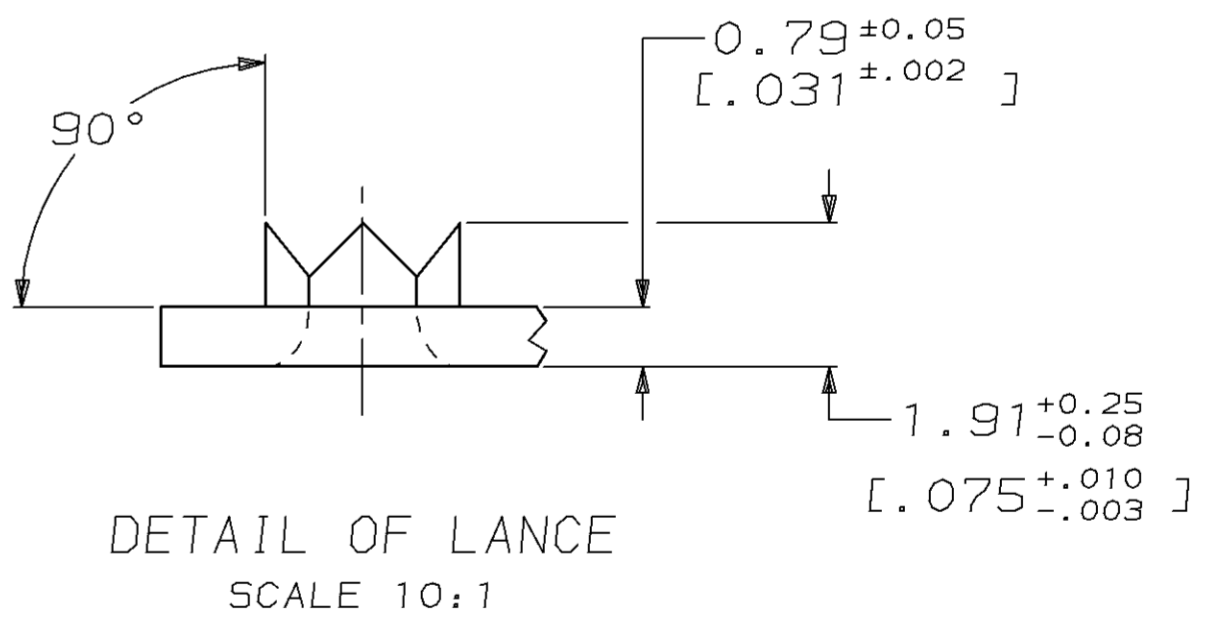 0.79 ±0.05
[.031 ±.002 ]
90°
1.91 +0.25 -0.08
[.075 +.010 -.003 ]
DETAIL OF LANCE
SCALE 10:1